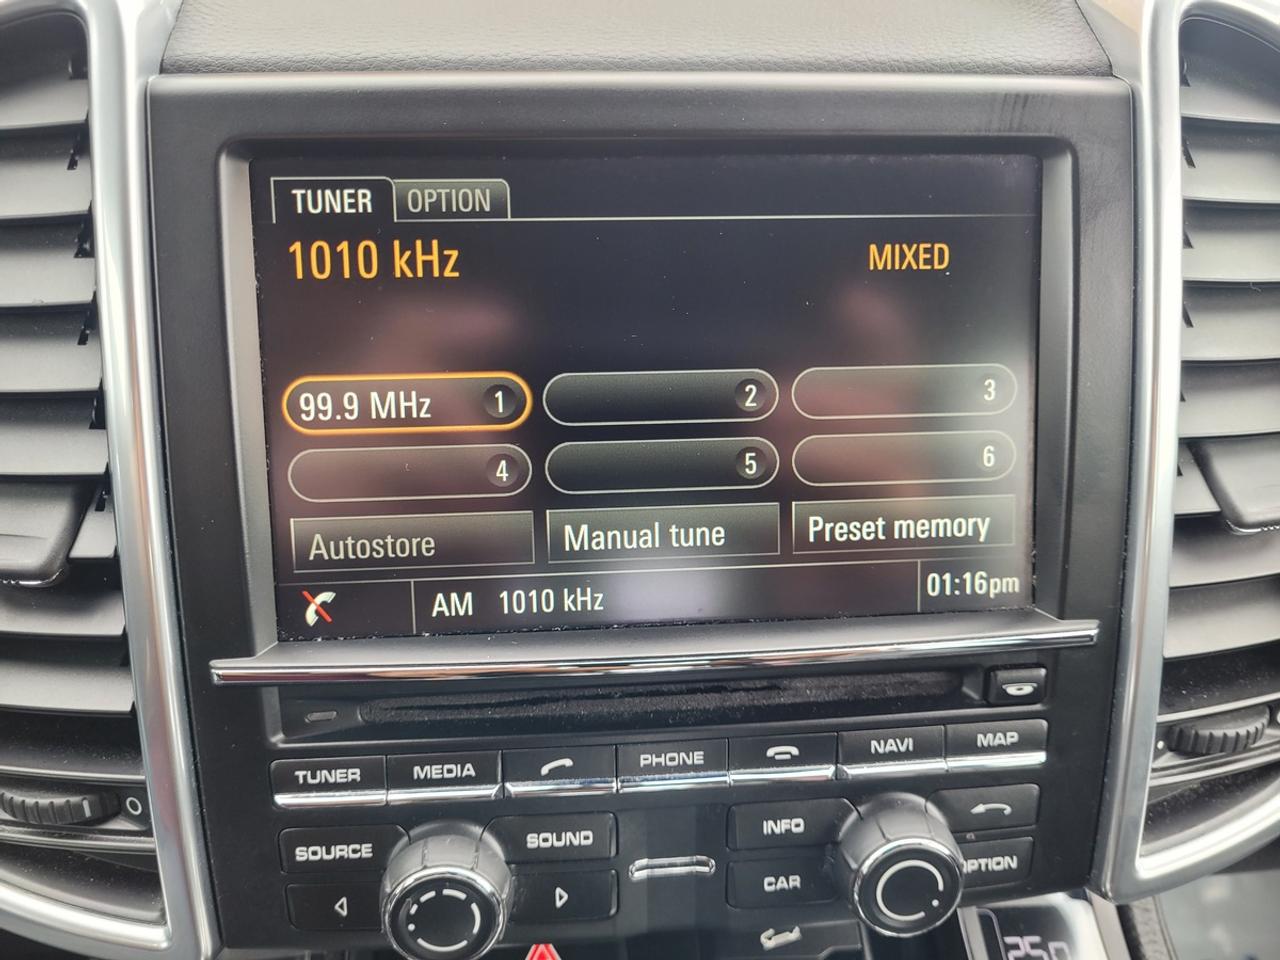 TUNER OPTION
1010 kHz MIXED
99.9 MHz 1 2 3
4 5 6
Autostore Manual tune Preset memory
AM 1010 kHz 01:16pm
TUNER MEDIA PHONE NAVI MAP
SOURCE SOUND INFO
CAR OPTION